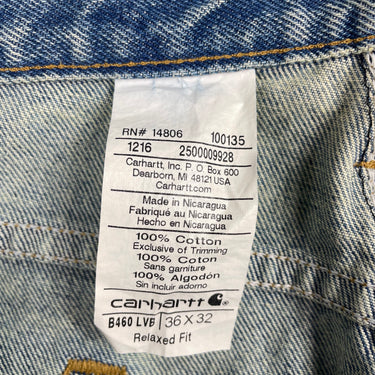 RN# 14806 100135
1216 2500009928
Carhartt, Inc. P.O. Box 600
Dearborn, MI 48121 USA
Carhartt.com
Made in Nicaragua
Fabriqué au Nicaragua
Hecho en Nicaragua
100% Cotton
Exclusive of Trimming
100% Coton
Sans garniture
100% Algodón
Sin incluir adorno
carhartt
B460 LVB 36 X 32
Relaxed Fit